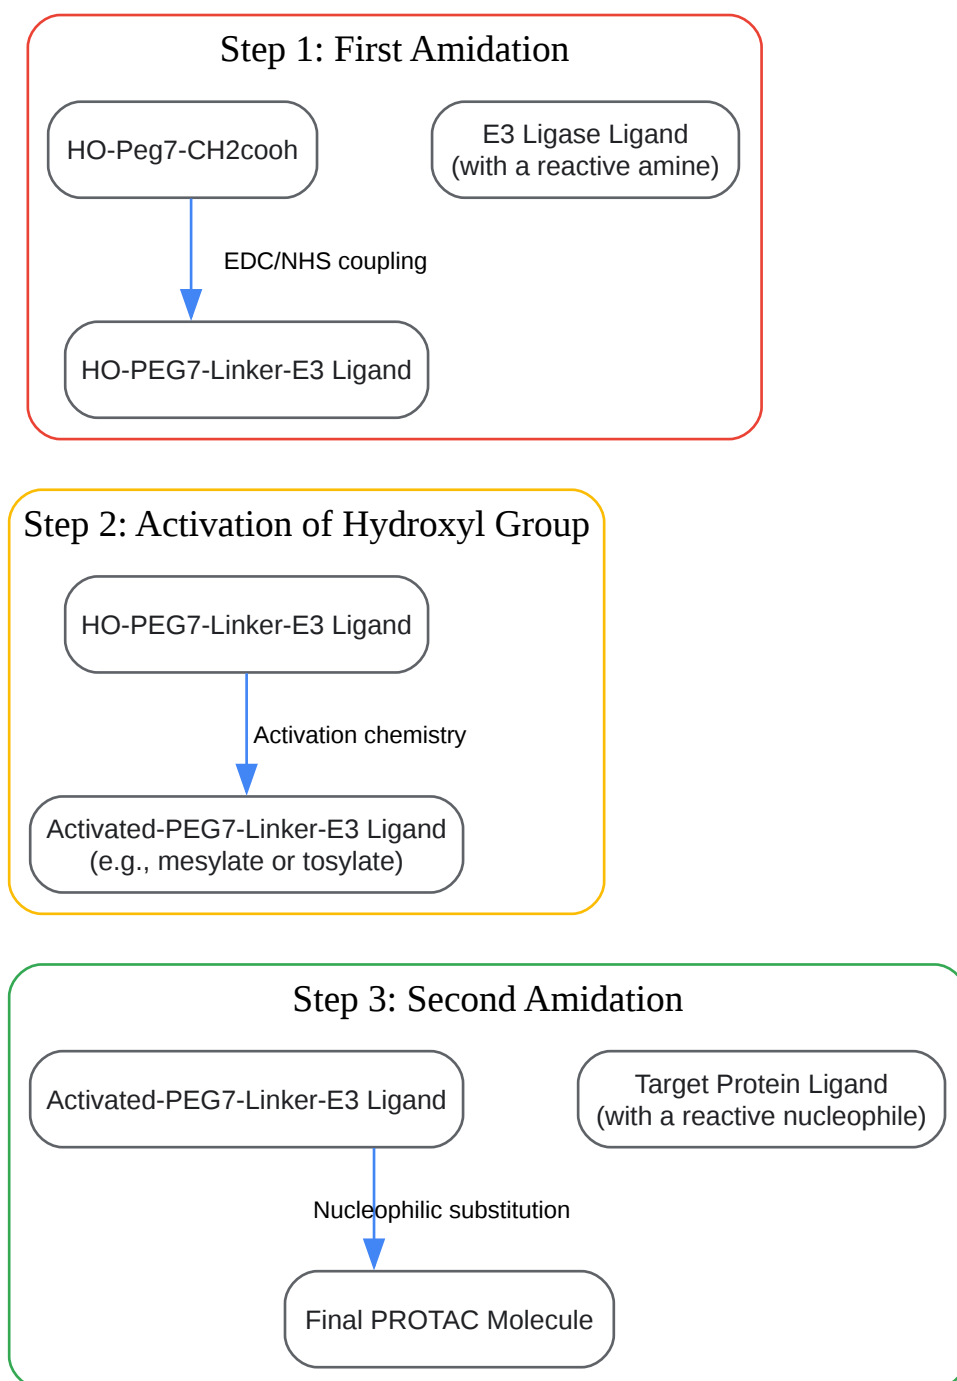 Step 1: First Amidation
HO-Peg7-CH2cooh
E3 Ligase Ligand
(with a reactive amine)
EDC/NHS coupling
HO-PEG7-Linker-E3 Ligand
Step 2: Activation of Hydroxyl Group
HO-PEG7-Linker-E3 Ligand
Activation chemistry
Activated-PEG7-Linker-E3 Ligand
(e.g., mesylate or tosylate)
Step 3: Second Amidation
Activated-PEG7-Linker-E3 Ligand
Target Protein Ligand
(with a reactive nucleophile)
Nucleophilic substitution
Final PROTAC Molecule